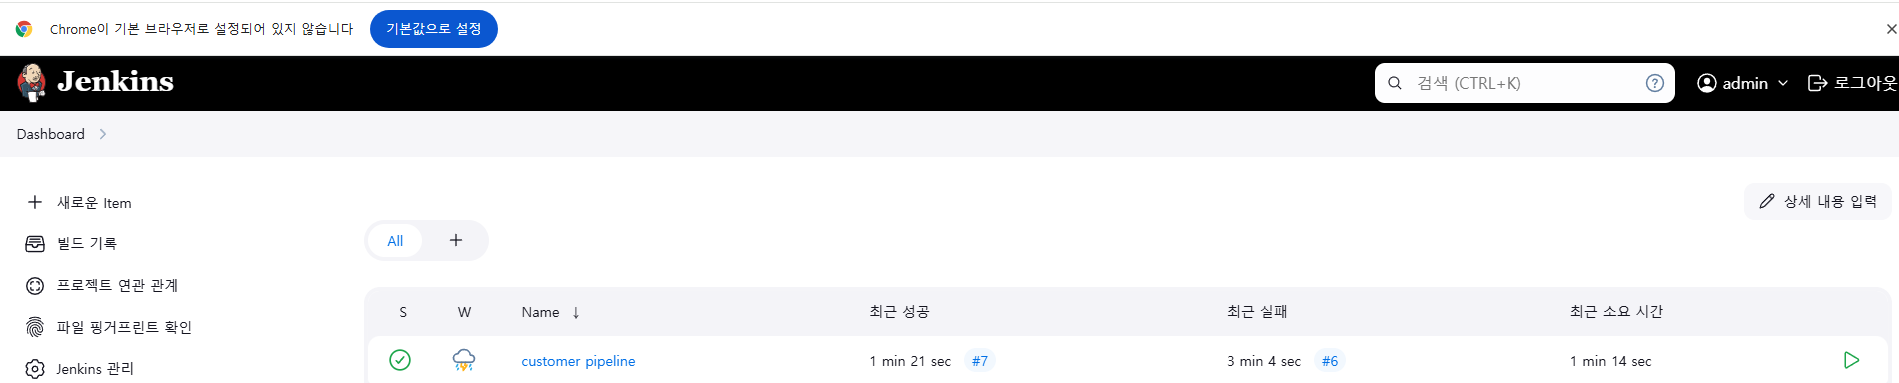 Chrome이 기본 브라우저로 설정되어 있지 않습니다 기본값으로 설정
Jenkins 검색 (CTRL+K) admin 로그아웃
Dashboard
새로운 Item
상세 내용 입력
빌드 기록
All
프로젝트 연관 관계
S W Name ↓ 최근 성공 최근 실패 최근 소요 시간
파일 핑거프린트 확인
customer pipeline 1 min 21 sec #7 3 min 4 sec #6 1 min 14 sec
Jenkins 관리